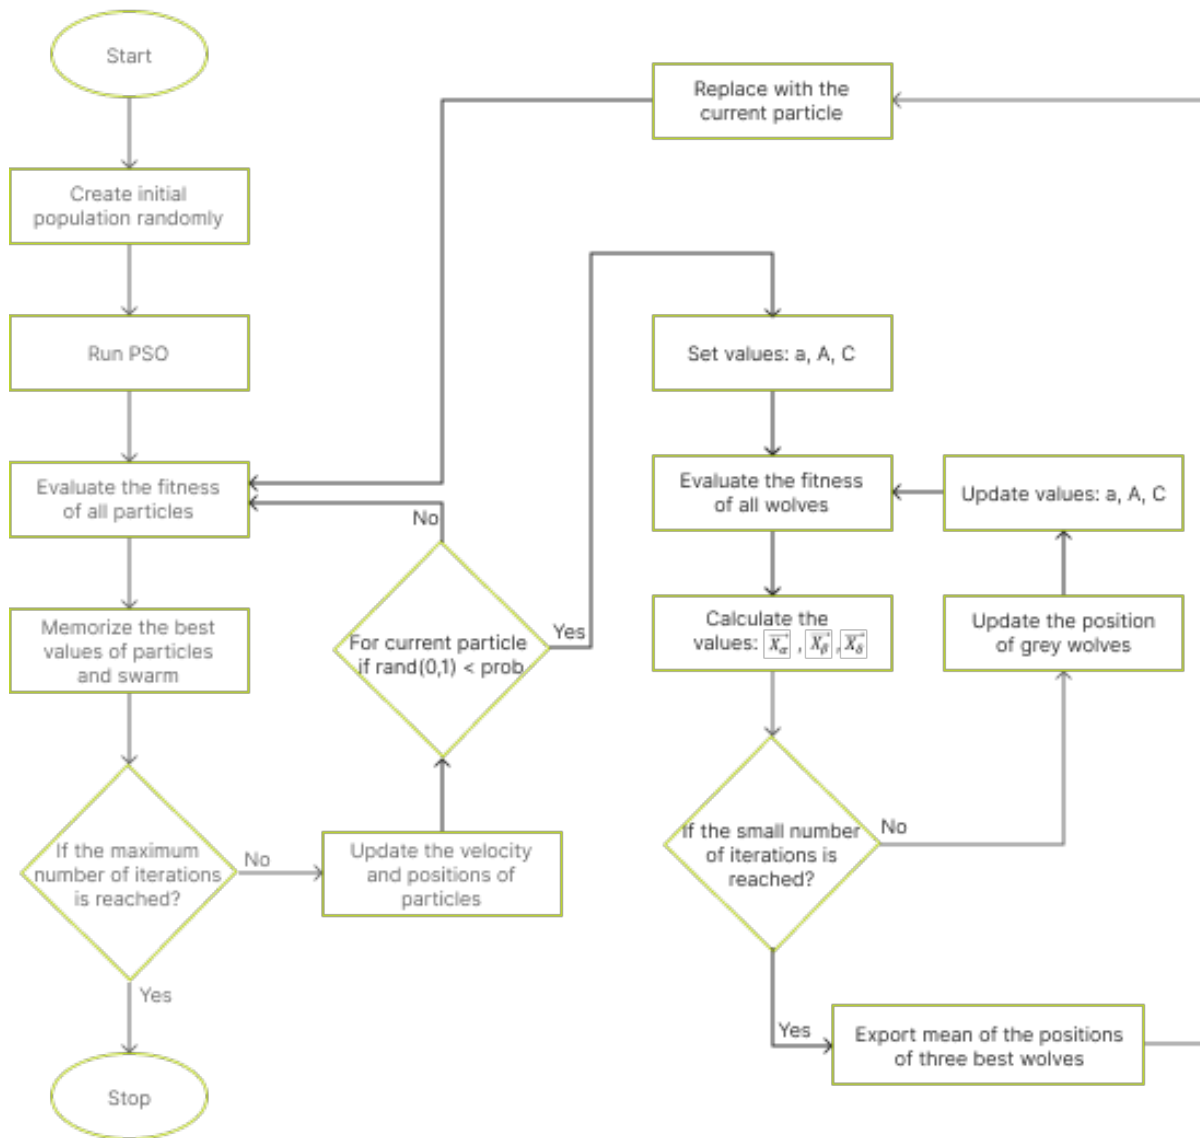 Start
Create initial
population randomly
Run PSO
Evaluate the fitness
of all particles
Memorize the best
values of particles
and swarm
If the maximum
number of iterations
is reached?
Yes
Stop
No
Update the velocity
and positions of
particles
For current particle
if rand(0,1) < prob
No
Yes
Replace with the
current particle
Set values: a, A, C
Evaluate the fitness
of all wolves
Calculate the
values: X⃗α , X⃗β , X⃗δ
If the small number
of iterations is
reached?
No
Update the position
of grey wolves
Update values: a, A, C
Yes
Export mean of the positions
of three best wolves